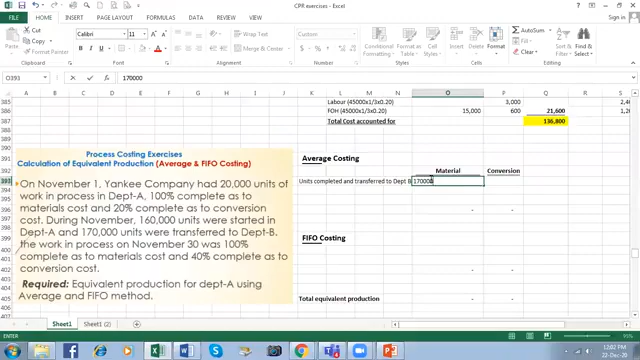 CPR exercises - Excel
Sign in
FILE HOME INSERT PAGE LAYOUT FORMULAS DATA REVIEW VIEW
Cut
Copy
Paste
Format Painter
Clipboard
Calibri 11
B I U
Font
Wrap Text
Merge & Center
Alignment
Number
Conditional Formatting
Format as Table
Cell Styles
Styles
Insert Delete Format
Cells
AutoSum
Fill
Clear
Sort & Filter
Find & Select
Editing
O393 170000
A B C D E F G H I J K L M N O P Q R S
385 Labour (45000x1/3x0.20) 3,000
386 FOH (45000x1/3x0.20) 15,000 600 21,600
387 Total Cost accounted for 136,800
Process Costing Exercises
Calculation of Equivalent Production (Average & FIFO Costing)
On November 1, Yankee Company had 20,000 units of
work in process in Dept-A, 100% complete as to
materials cost and 20% complete as to conversion
cost. During November, 160,000 units were started in
Dept-A and 170,000 units were transferred to Dept-B.
the work in process on November 30 was 100%
complete as to materials cost and 40% complete as to
conversion cost.
Required: Equivalent production for dept-A using
Average and FIFO method.
Average Costing
Material Conversion
393 Units completed and transferred to Dept B 170000
- -
FIFO Costing
- -
Total equivalent production - -
Sheet1 Sheet1 (2)
ENTER
12:02 PM
22-Dec-20